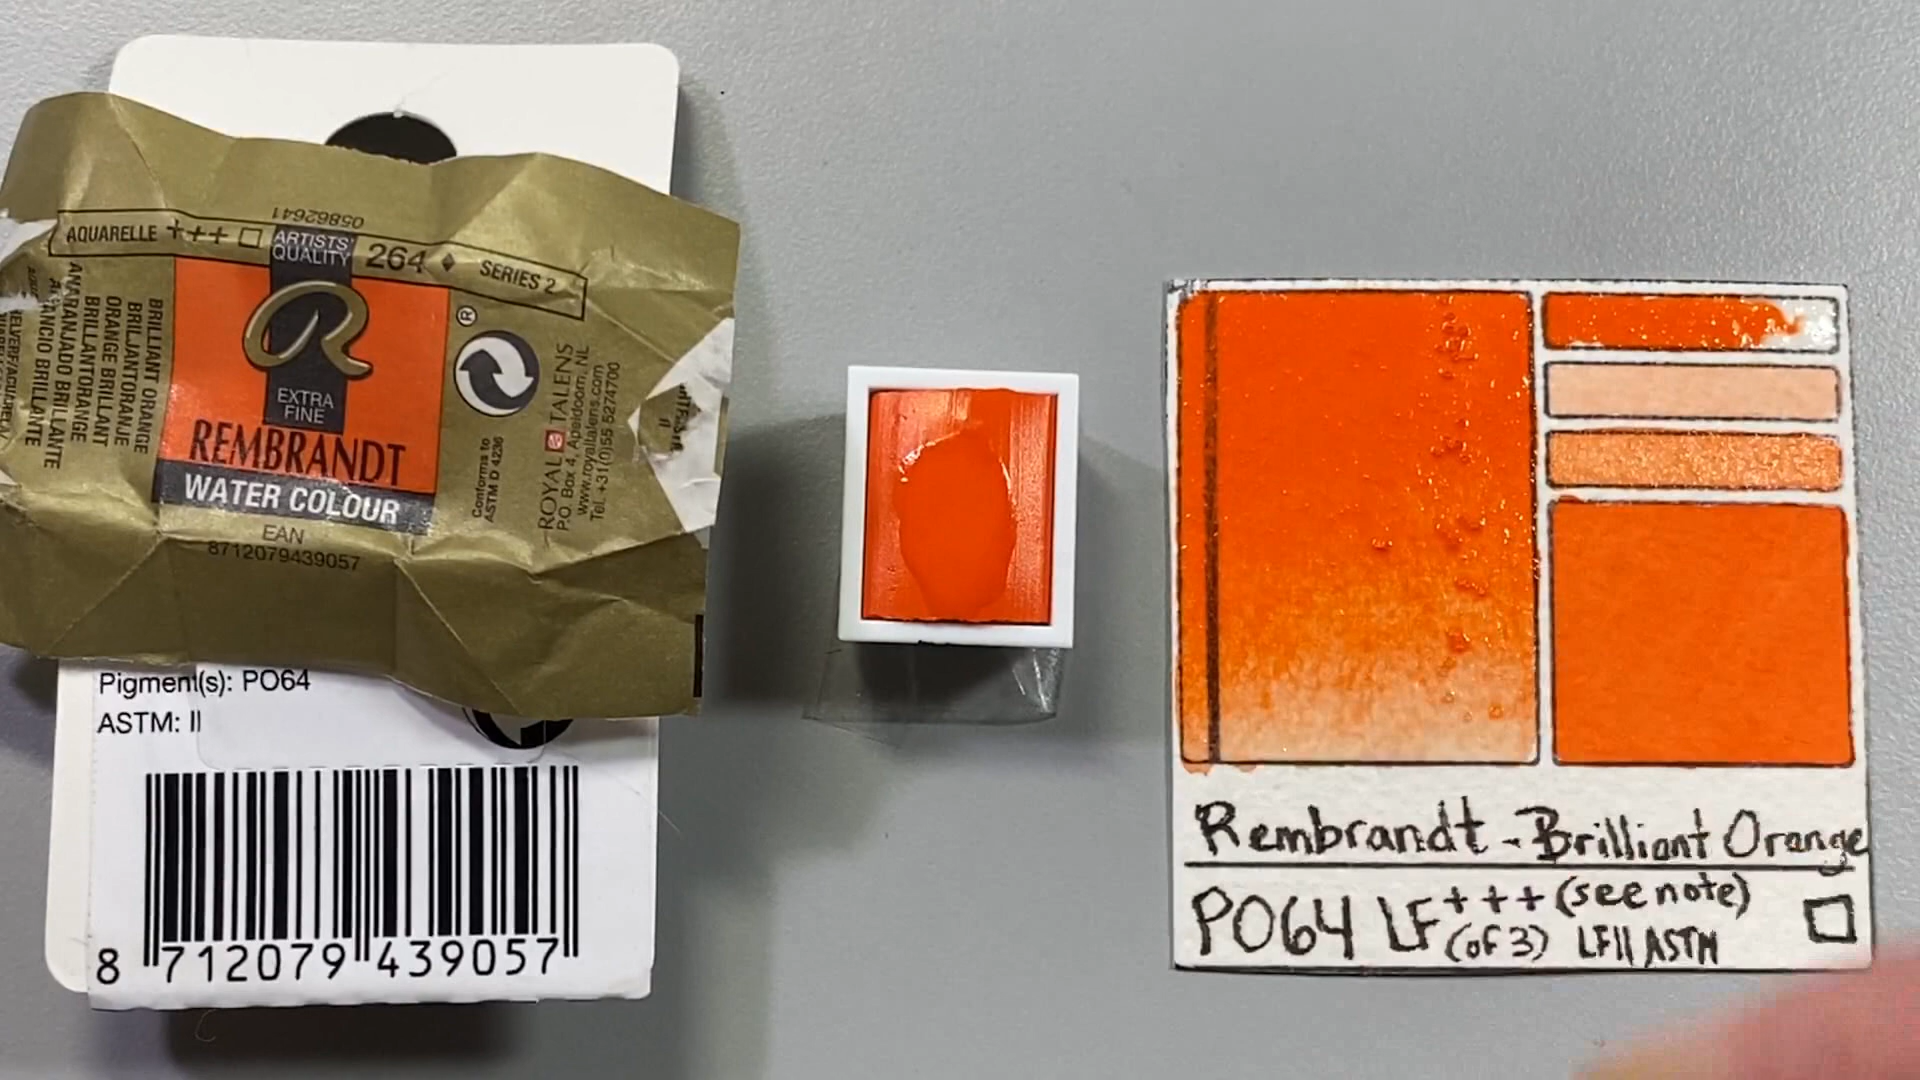 05862641
AQUARELLE +++ □ ARTISTS' QUALITY 264 ♦ SERIES 2
BRILLIANT ORANGE
BRILJANTORANJE
ORANGE BRILLANT
BRILLANTORANGE
ANARANJADO BRILLANTE
ARANCIO BRILLANTE
R
EXTRA
FINE
REMBRANDT
WATER COLOUR
EAN
8712079439057
®
Conforms to
ASTM D 4236
ROYAL TALENS
P.O. Box 4, Apeldoorn, NL
www.royaltalens.com
Tel. +31(0)55 5274700
Pigment(s): PO64
ASTM: II
8 712079 439057
Rembrandt - Brilliant Orange
PO64 LF +++ (see note)
(of 3) LFII ASTM